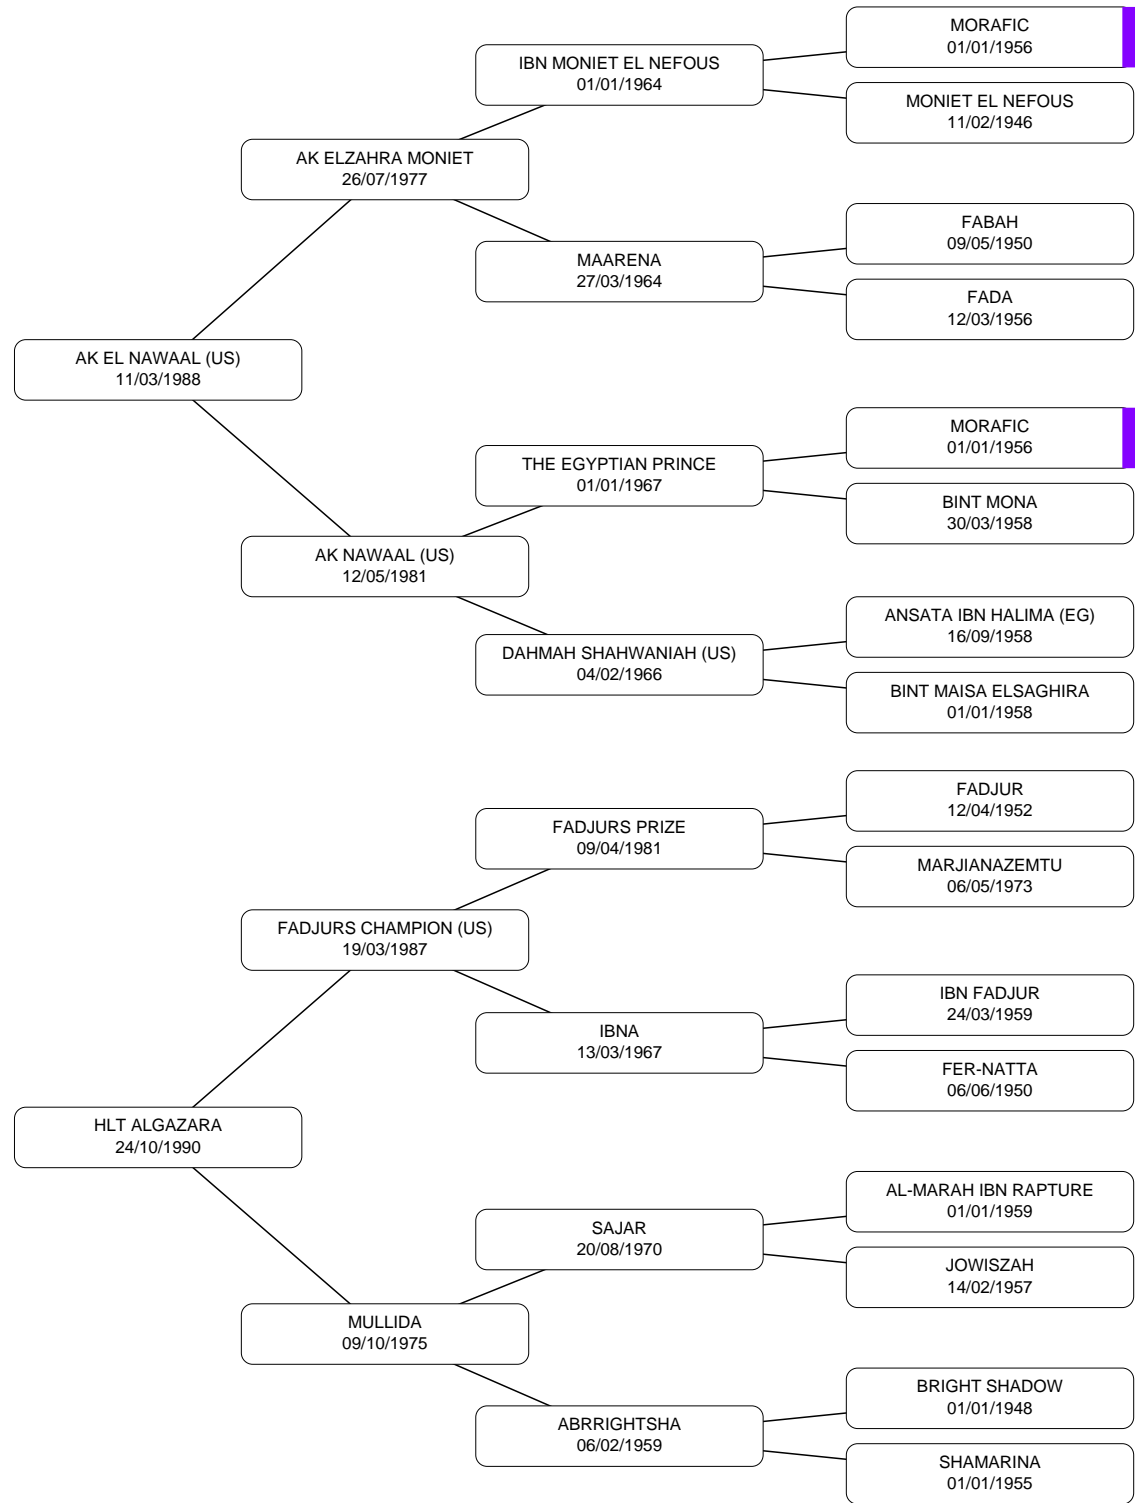 MORAFIC
01/01/1956
IBN MONIET EL NEFOUS
01/01/1964
MONIET EL NEFOUS
11/02/1946
AK ELZAHRA MONIET
26/07/1977
FABAH
09/05/1950
MAARENA
27/03/1964
FADA
12/03/1956
AK EL NAWAAL (US)
11/03/1988
MORAFIC
01/01/1956
THE EGYPTIAN PRINCE
01/01/1967
BINT MONA
30/03/1958
AK NAWAAL (US)
12/05/1981
ANSATA IBN HALIMA (EG)
16/09/1958
DAHMAH SHAHWANIAH (US)
04/02/1966
BINT MAISA ELSAGHIRA
01/01/1958
FADJUR
12/04/1952
FADJURS PRIZE
09/04/1981
MARJIANAZEMTU
06/05/1973
FADJURS CHAMPION (US)
19/03/1987
IBN FADJUR
24/03/1959
IBNA
13/03/1967
FER-NATTA
06/06/1950
HLT ALGAZARA
24/10/1990
AL-MARAH IBN RAPTURE
01/01/1959
SAJAR
20/08/1970
JOWISZAH
14/02/1957
MULLIDA
09/10/1975
BRIGHT SHADOW
01/01/1948
ABRRIGHTSHA
06/02/1959
SHAMARINA
01/01/1955